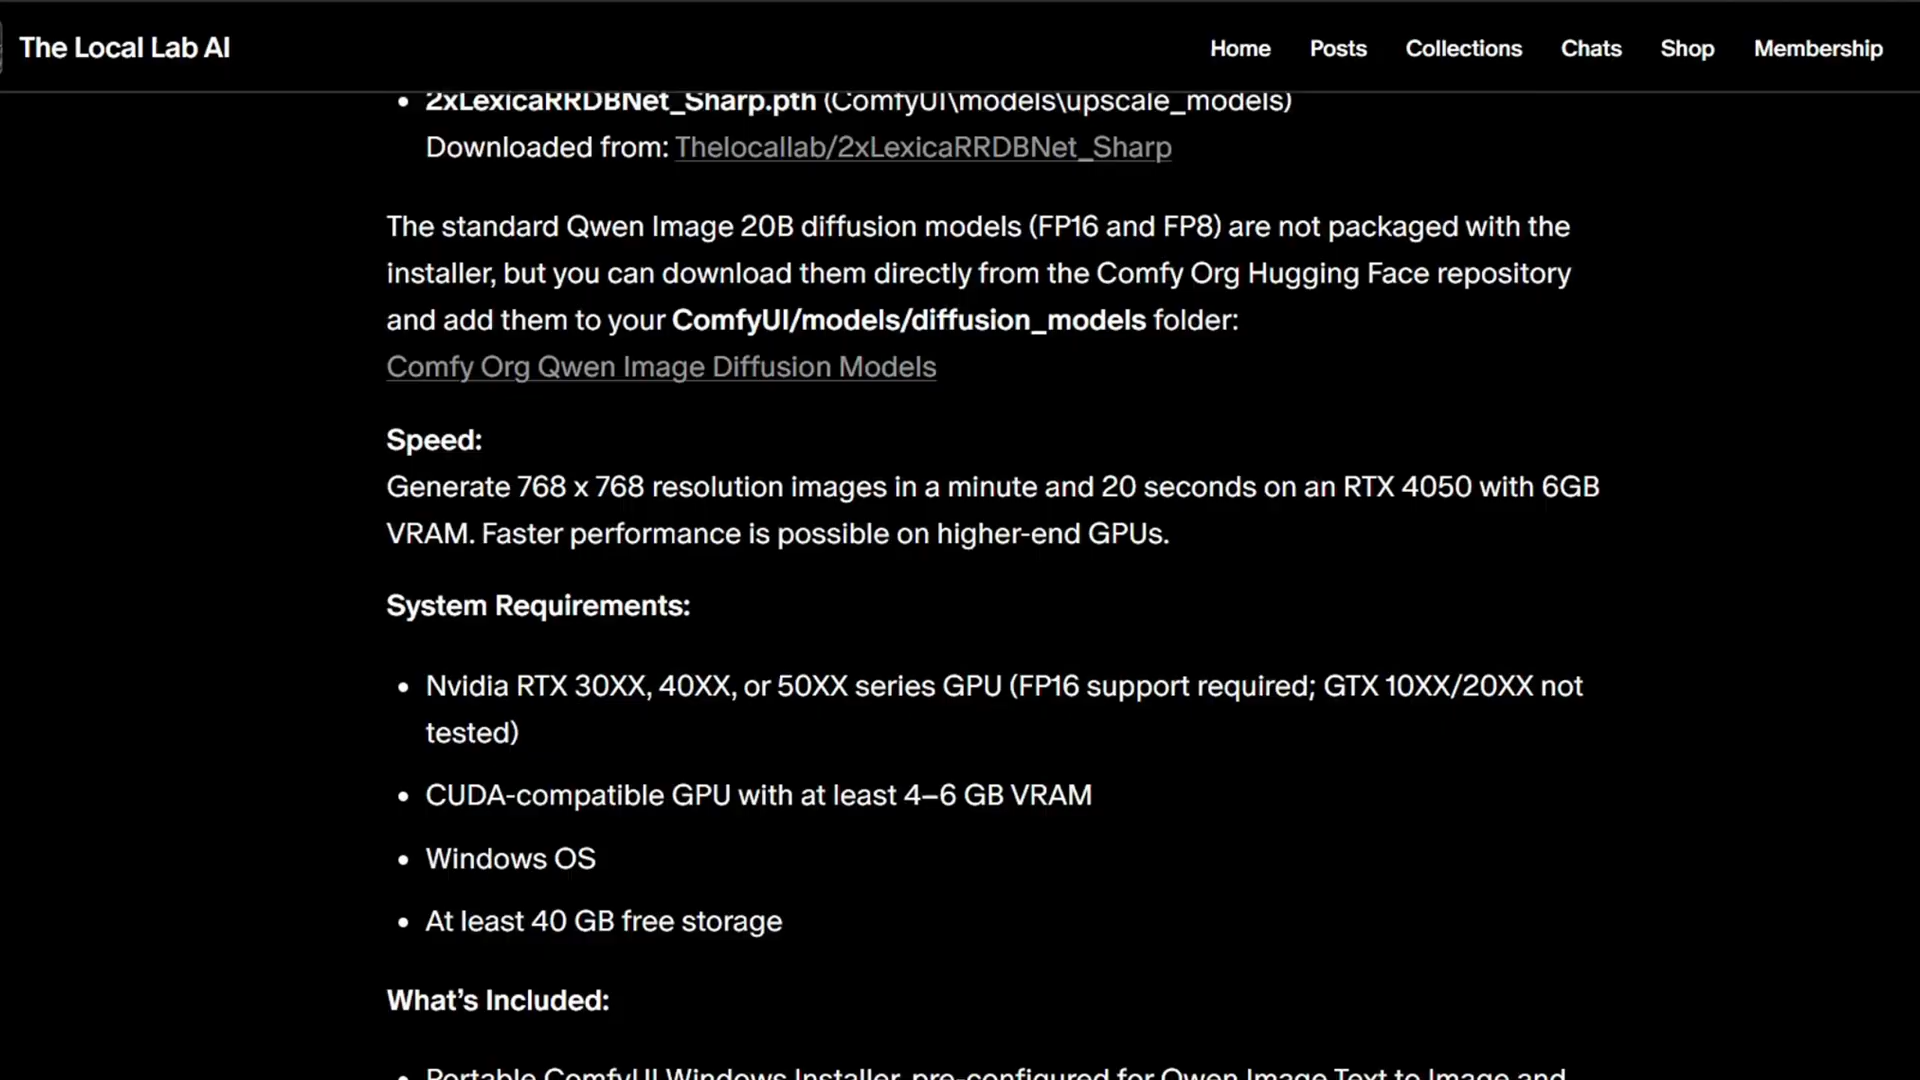 The Local Lab AI
Home Posts Collections Chats Shop Membership
• 2xLexicaRRDBNet_Sharp.pth (ComfyUI\models\upscale_models)
Downloaded from: Thelocallab/2xLexicaRRDBNet_Sharp
The standard Qwen Image 20B diffusion models (FP16 and FP8) are not packaged with the
installer, but you can download them directly from the Comfy Org Hugging Face repository
and add them to your ComfyUI/models/diffusion_models folder:
Comfy Org Qwen Image Diffusion Models
Speed:
Generate 768 x 768 resolution images in a minute and 20 seconds on an RTX 4050 with 6GB
VRAM. Faster performance is possible on higher-end GPUs.
System Requirements:
• Nvidia RTX 30XX, 40XX, or 50XX series GPU (FP16 support required; GTX 10XX/20XX not
tested)
• CUDA-compatible GPU with at least 4–6 GB VRAM
• Windows OS
• At least 40 GB free storage
What's Included:
• Portable ComfyUI Windows Installer, pre-configured for Qwen Image Text to Image and